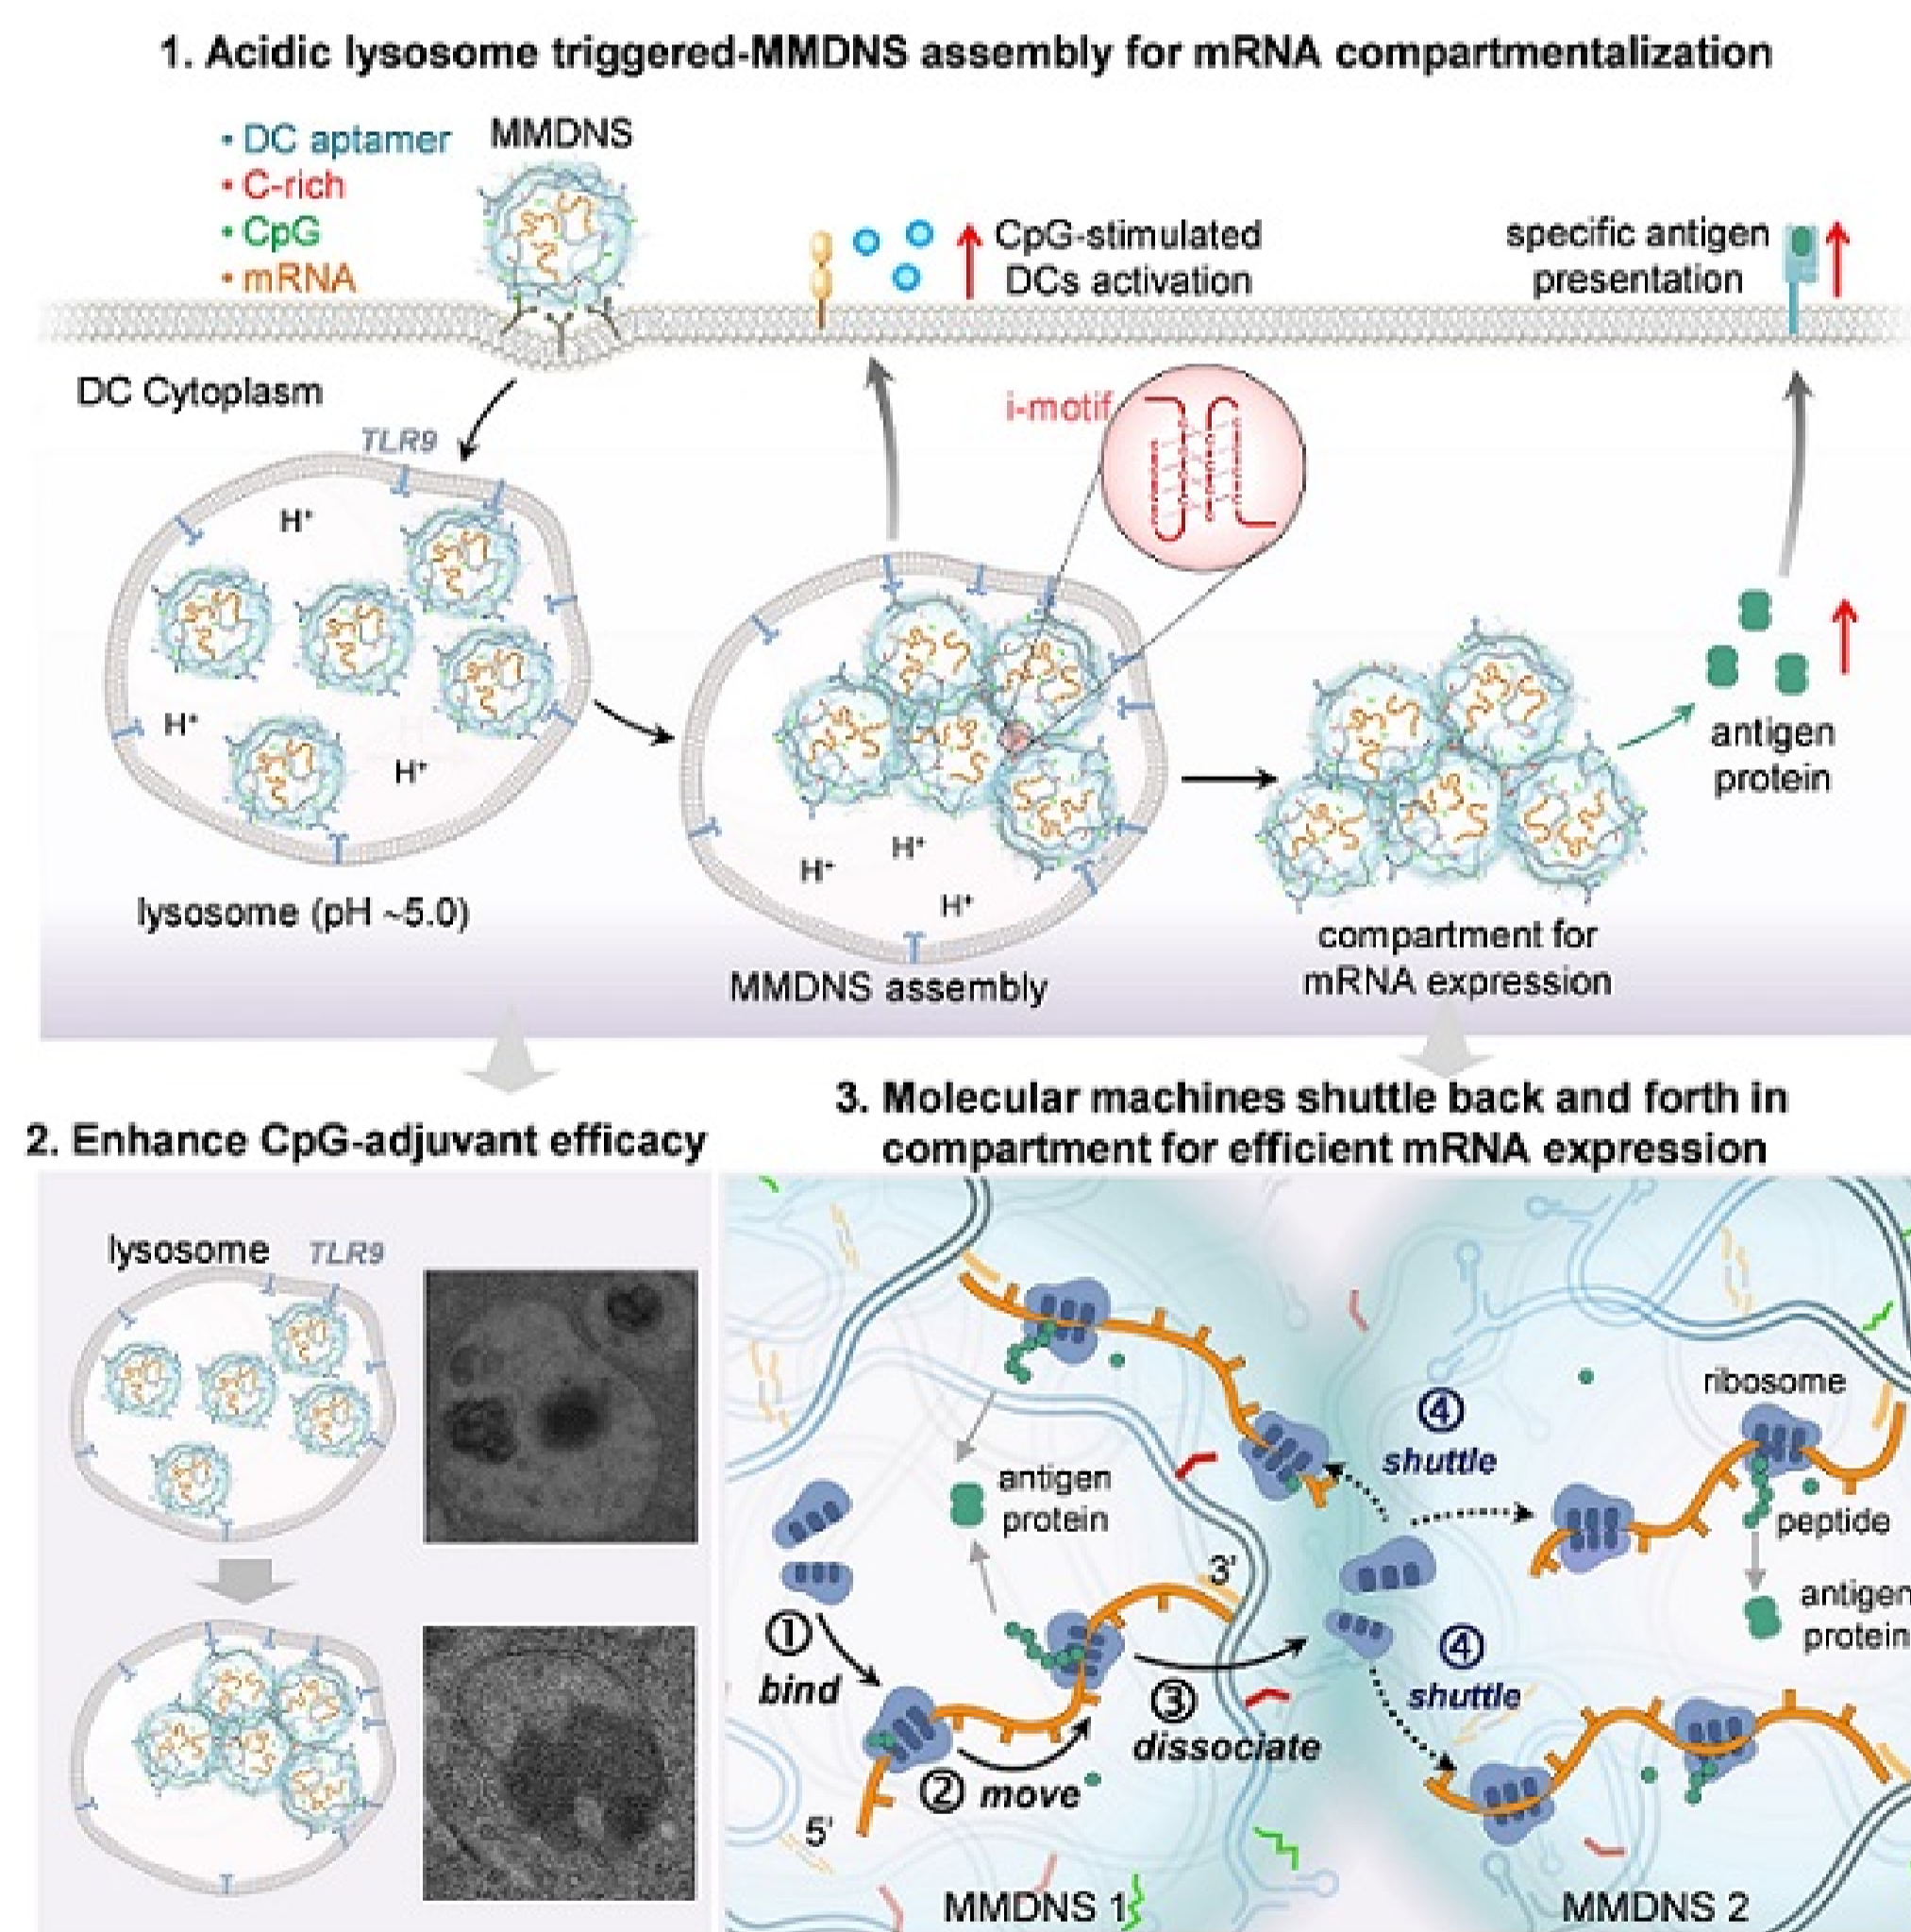 1. Acidic lysosome triggered-MMDNS assembly for mRNA compartmentalization
• DC aptamer
• C-rich
• CpG
• mRNA
MMDNS
CpG-stimulated
DCs activation
specific antigen
presentation
DC Cytoplasm
TLR9
i-motif
H⁺
H⁺
H⁺
lysosome (pH ~5.0)
H⁺
H⁺
H⁺
MMDNS assembly
compartment for
mRNA expression
antigen
protein
2. Enhance CpG-adjuvant efficacy
lysosome
TLR9
3. Molecular machines shuttle back and forth in
compartment for efficient mRNA expression
antigen
protein
① bind
② move
③ dissociate
5'
3'
④ shuttle
④ shuttle
ribosome
peptide
antigen
protein
MMDNS 1
MMDNS 2